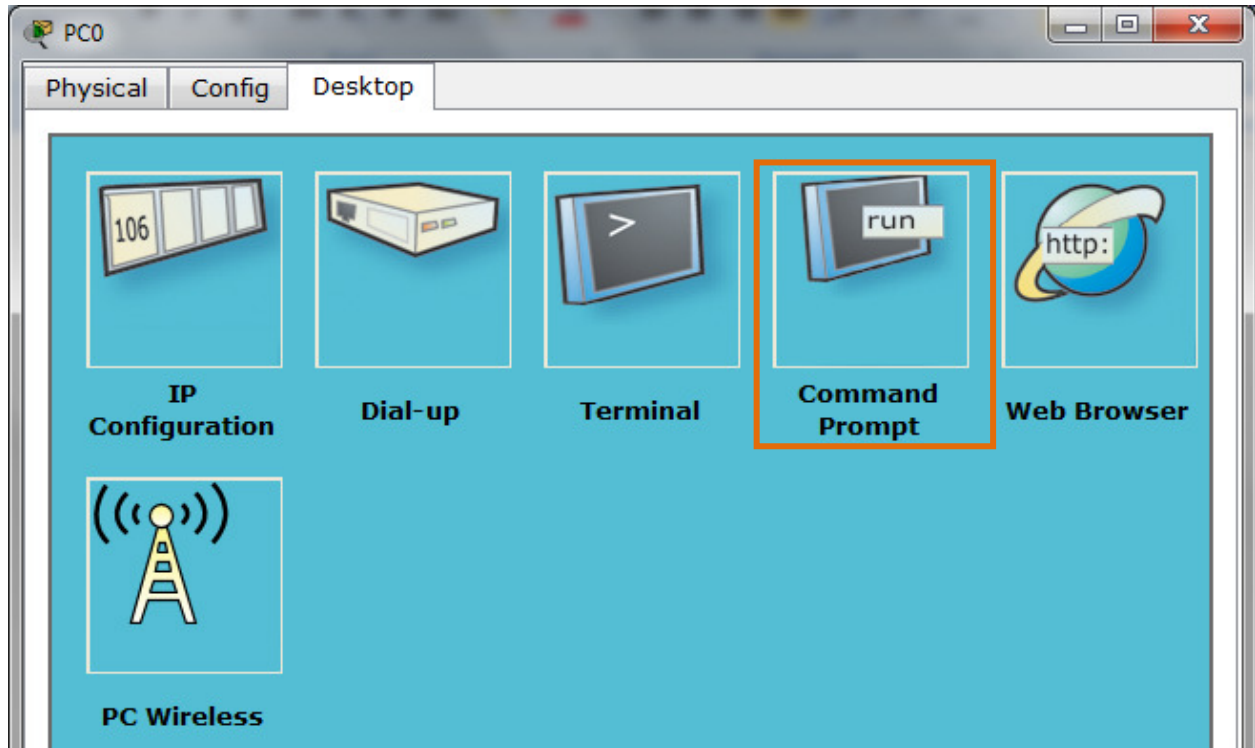 PC0
X
Physical Config Desktop
106
>
run
http:
IP
Configuration
Dial-up
Terminal
Command
Prompt
Web Browser
PC Wireless